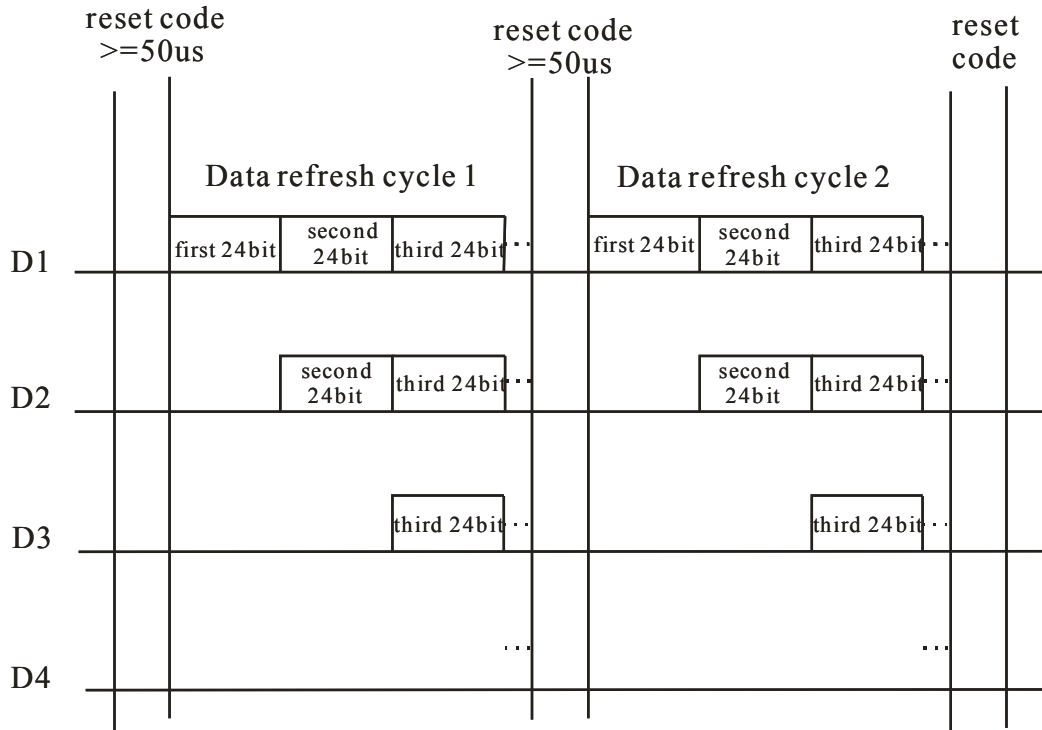 reset code
>=50us
reset code
>=50us
reset
code
Data refresh cycle 1
Data refresh cycle 2
D1
first 24bit
second
24bit
third 24bit
...
first 24bit
second
24bit
third 24bit
...
D2
second
24bit
third 24bit
...
second
24bit
third 24bit
...
D3
third 24bit
...
third 24bit
...
D4
...
...